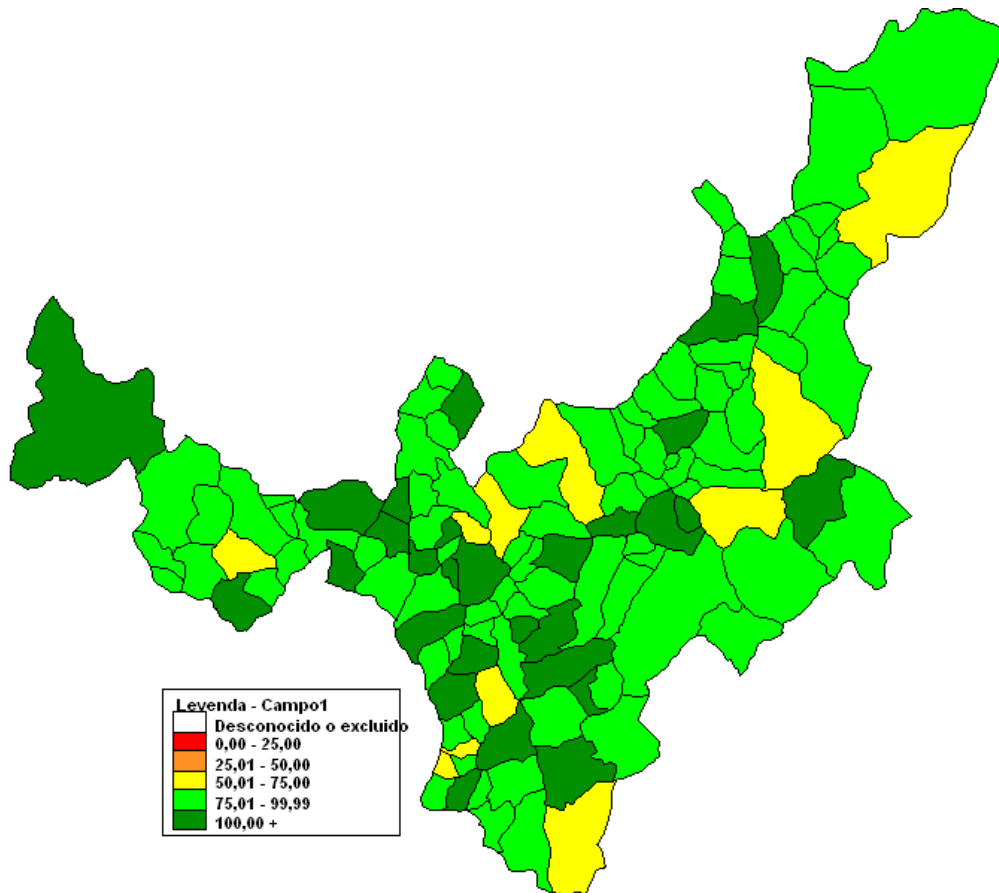 Leyenda - Campo1
Desconocido o excluido
0,00 - 25,00
25,01 - 50,00
50,01 - 75,00
75,01 - 99,99
100,00 +